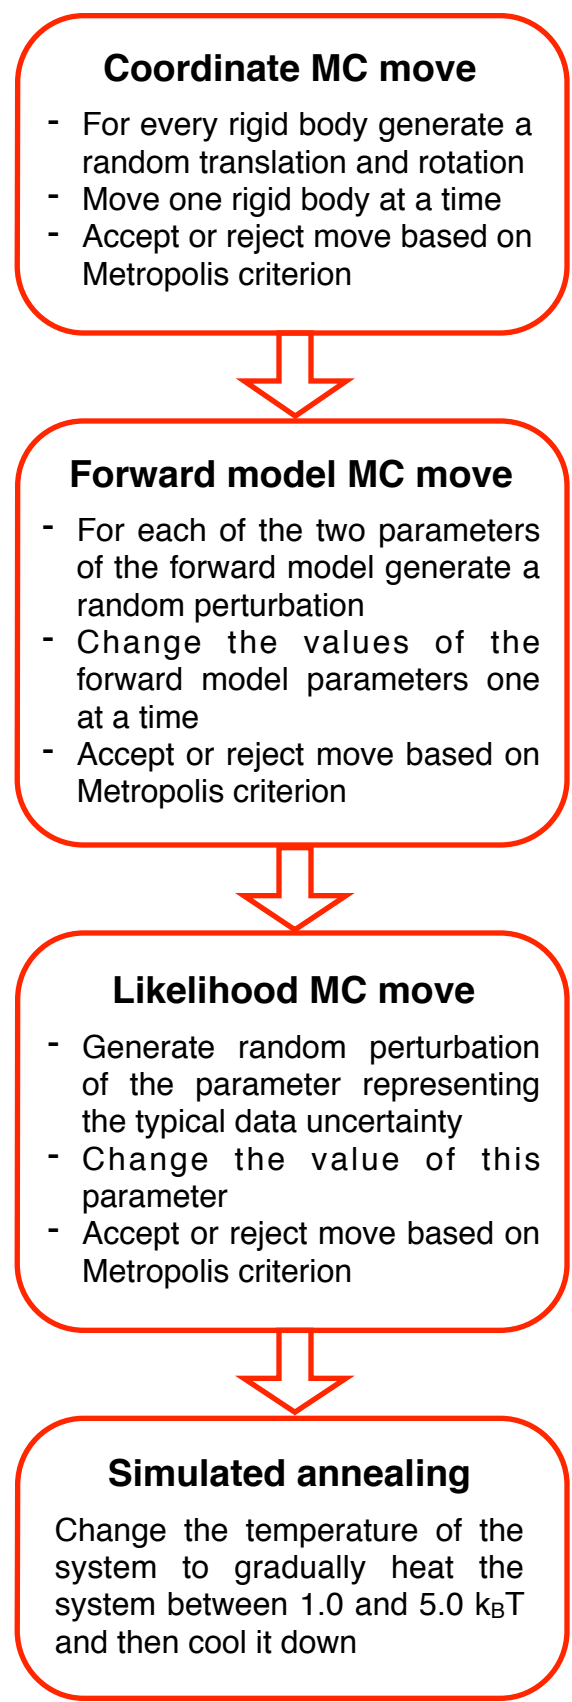 Coordinate MC move
- For every rigid body generate a
random translation and rotation
- Move one rigid body at a time
- Accept or reject move based on
Metropolis criterion
Forward model MC move
- For each of the two parameters
of the forward model generate a
random perturbation
- Change the values of the
forward model parameters one
at a time
- Accept or reject move based on
Metropolis criterion
Likelihood MC move
- Generate random perturbation
of the parameter representing
the typical data uncertainty
- Change the value of this
parameter
- Accept or reject move based on
Metropolis criterion
Simulated annealing
Change the temperature of the
system to gradually heat the
system between 1.0 and 5.0 k_BT
and then cool it down